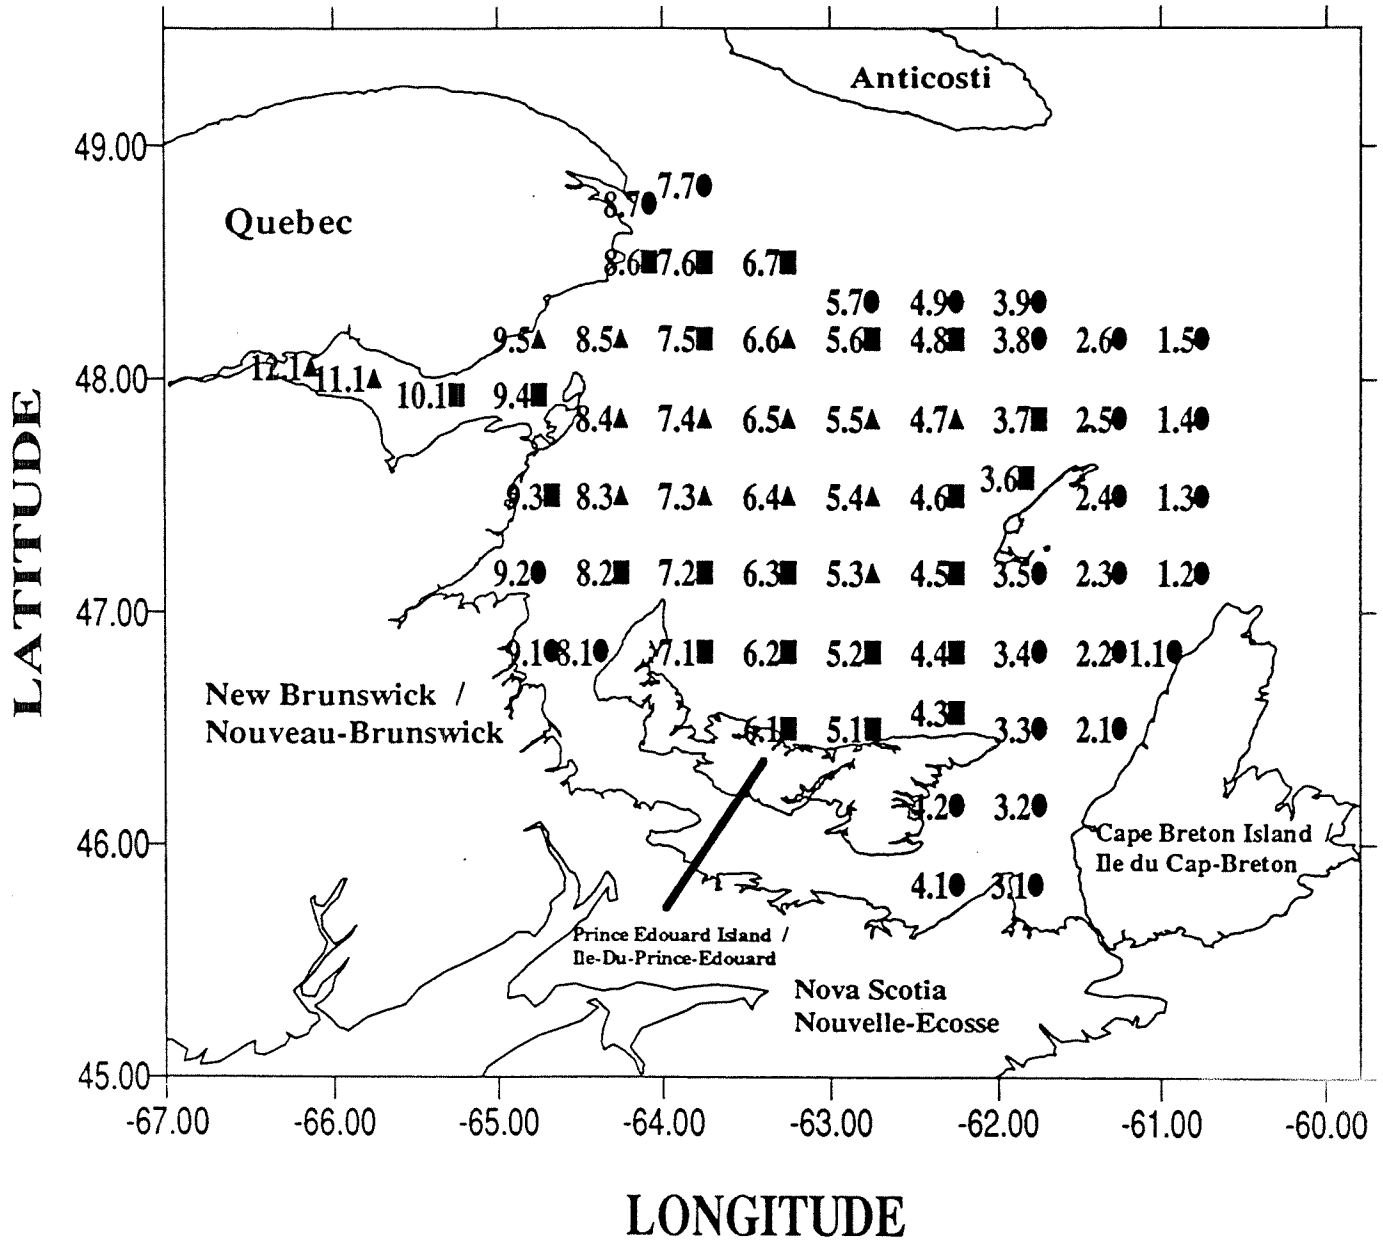 Anticosti
49.00
7.7
8.7
Quebec
8.6 7.6 6.7
5.7 4.9 3.9
9.5 8.5 7.5 6.6 5.6 4.8 3.8 2.6 1.5
12.1 11.1
48.00
10.1 9.4
8.4 7.4 6.5 5.5 4.7 3.7 2.5 1.4
3.6
9.3 8.3 7.3 6.4 5.4 4.6 2.4 1.3
9.2 8.2 7.2 6.3 5.3 4.5 3.5 2.3 1.2
47.00
9.1 8.1 7.1 6.2 5.2 4.4 3.4 2.2 1.1
New Brunswick /
Nouveau-Brunswick
4.3
6.1 5.1 3.3 2.1
4.2 3.2
46.00
Cape Breton Island /
Ile du Cap-Breton
4.1 3.1
Prince Edouard Island /
Ile-Du-Prince-Edouard
Nova Scotia
Nouvelle-Ecosse
45.00
-67.00 -66.00 -65.00 -64.00 -63.00 -62.00 -61.00 -60.00
LATITUDE
LONGITUDE